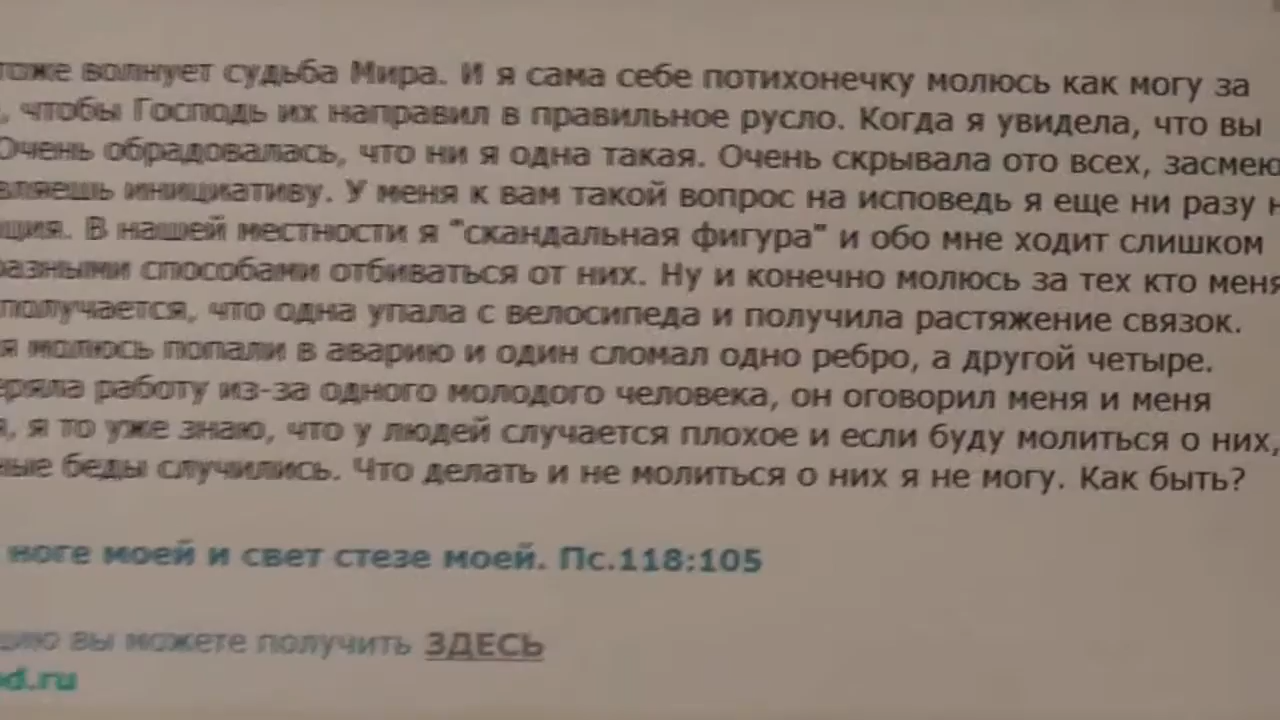 тоже волнует судьба Мира. И я сама себе потихонечку молюсь как могу за
, чтобы Господь их направил в правильное русло. Когда я увидела, что вы
Очень обрадовалась, что ни я одна такая. Очень скрывала ото всех, засмею
вляешь инициативу. У меня к вам такой вопрос на исповедь я еще ни разу н
ция. В нашей местности я "скандальная фигура" и обо мне ходит слишком
разными способами отбиваться от них. Ну и конечно молюсь за тех кто меня
получается, что одна упала с велосипеда и получила растяжение связок.
я молюсь попали в аварию и один сломал одно ребро, а другой четыре.
еряла работу из-за одного молодого человека, он оговорил меня и меня
, я то уже знаю, что у людей случается плохое и если буду молиться о них,
ные беды случились. Что делать и не молиться о них я не могу. Как быть?
ноге моей и свет стезе моей. Пс.118:105
цию вы можете получить ЗДЕСЬ
od.ru